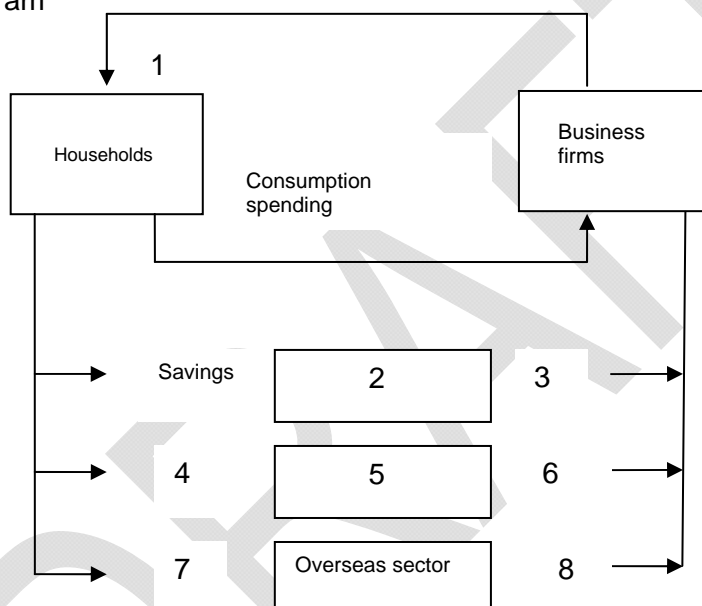 am
1
Households
Business
firms
Consumption
spending
Savings
2
3
4
5
6
7
Overseas sector
8